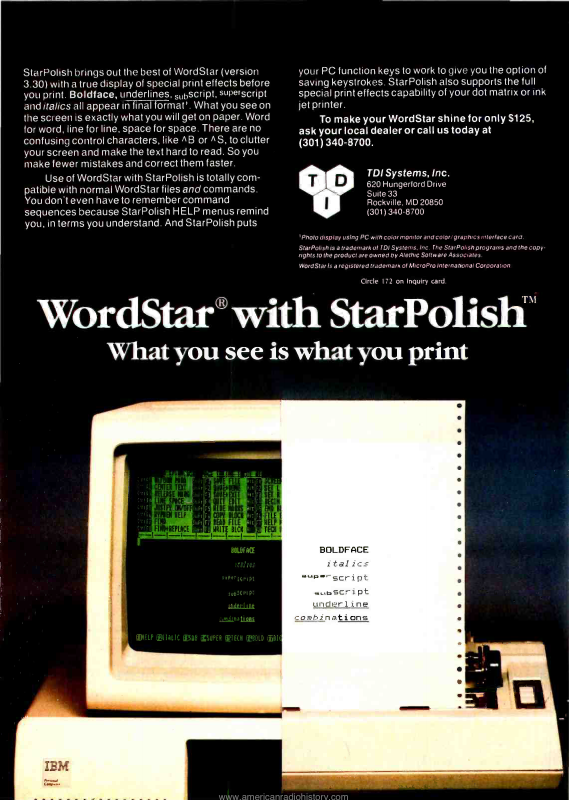 StarPolish brings out the best of WordStar (version
3.30) with a true display of special print effects before
you print. Boldface, underlines, subscript, superscript
and italics all appear in final format¹. What you see on
the screen is exactly what you will get on paper. Word
for word, line for line, space for space. There are no
confusing control characters, like ^B or ^S, to clutter
your screen and make the text hard to read. So you
make fewer mistakes and correct them faster.
Use of WordStar with StarPolish is totally com-
patible with normal WordStar files and commands.
You don't even have to remember command
sequences because StarPolish HELP menus remind
you, in terms you understand. And StarPolish puts
your PC function keys to work to give you the option of
saving keystrokes. StarPolish also supports the full
special print effects capability of your dot matrix or ink
jet printer.
To make your WordStar shine for only $125,
ask your local dealer or call us today at
(301) 340-8700.
T D I
TDI Systems, Inc.
620 Hungerford Drive
Suite 33
Rockville, MD 20850
(301) 340-8700
¹Photo display using PC with color monitor and color/graphics interface card.
StarPolish is a trademark of TDI Systems, Inc. The StarPolish programs and the copy-
rights to the product are owned by Alethic Software Associates.
WordStar is a registered trademark of MicroPro International Corporation
Circle 172 on Inquiry card.
WordStar® with StarPolish™
What you see is what you print
BOLDFACE
italics
superscript
subscript
underline
combinations
BOLDFACE
italics
superscript
subscript
underline
combinations
IBM
Personal
Computer
www.americanradiohistory.com